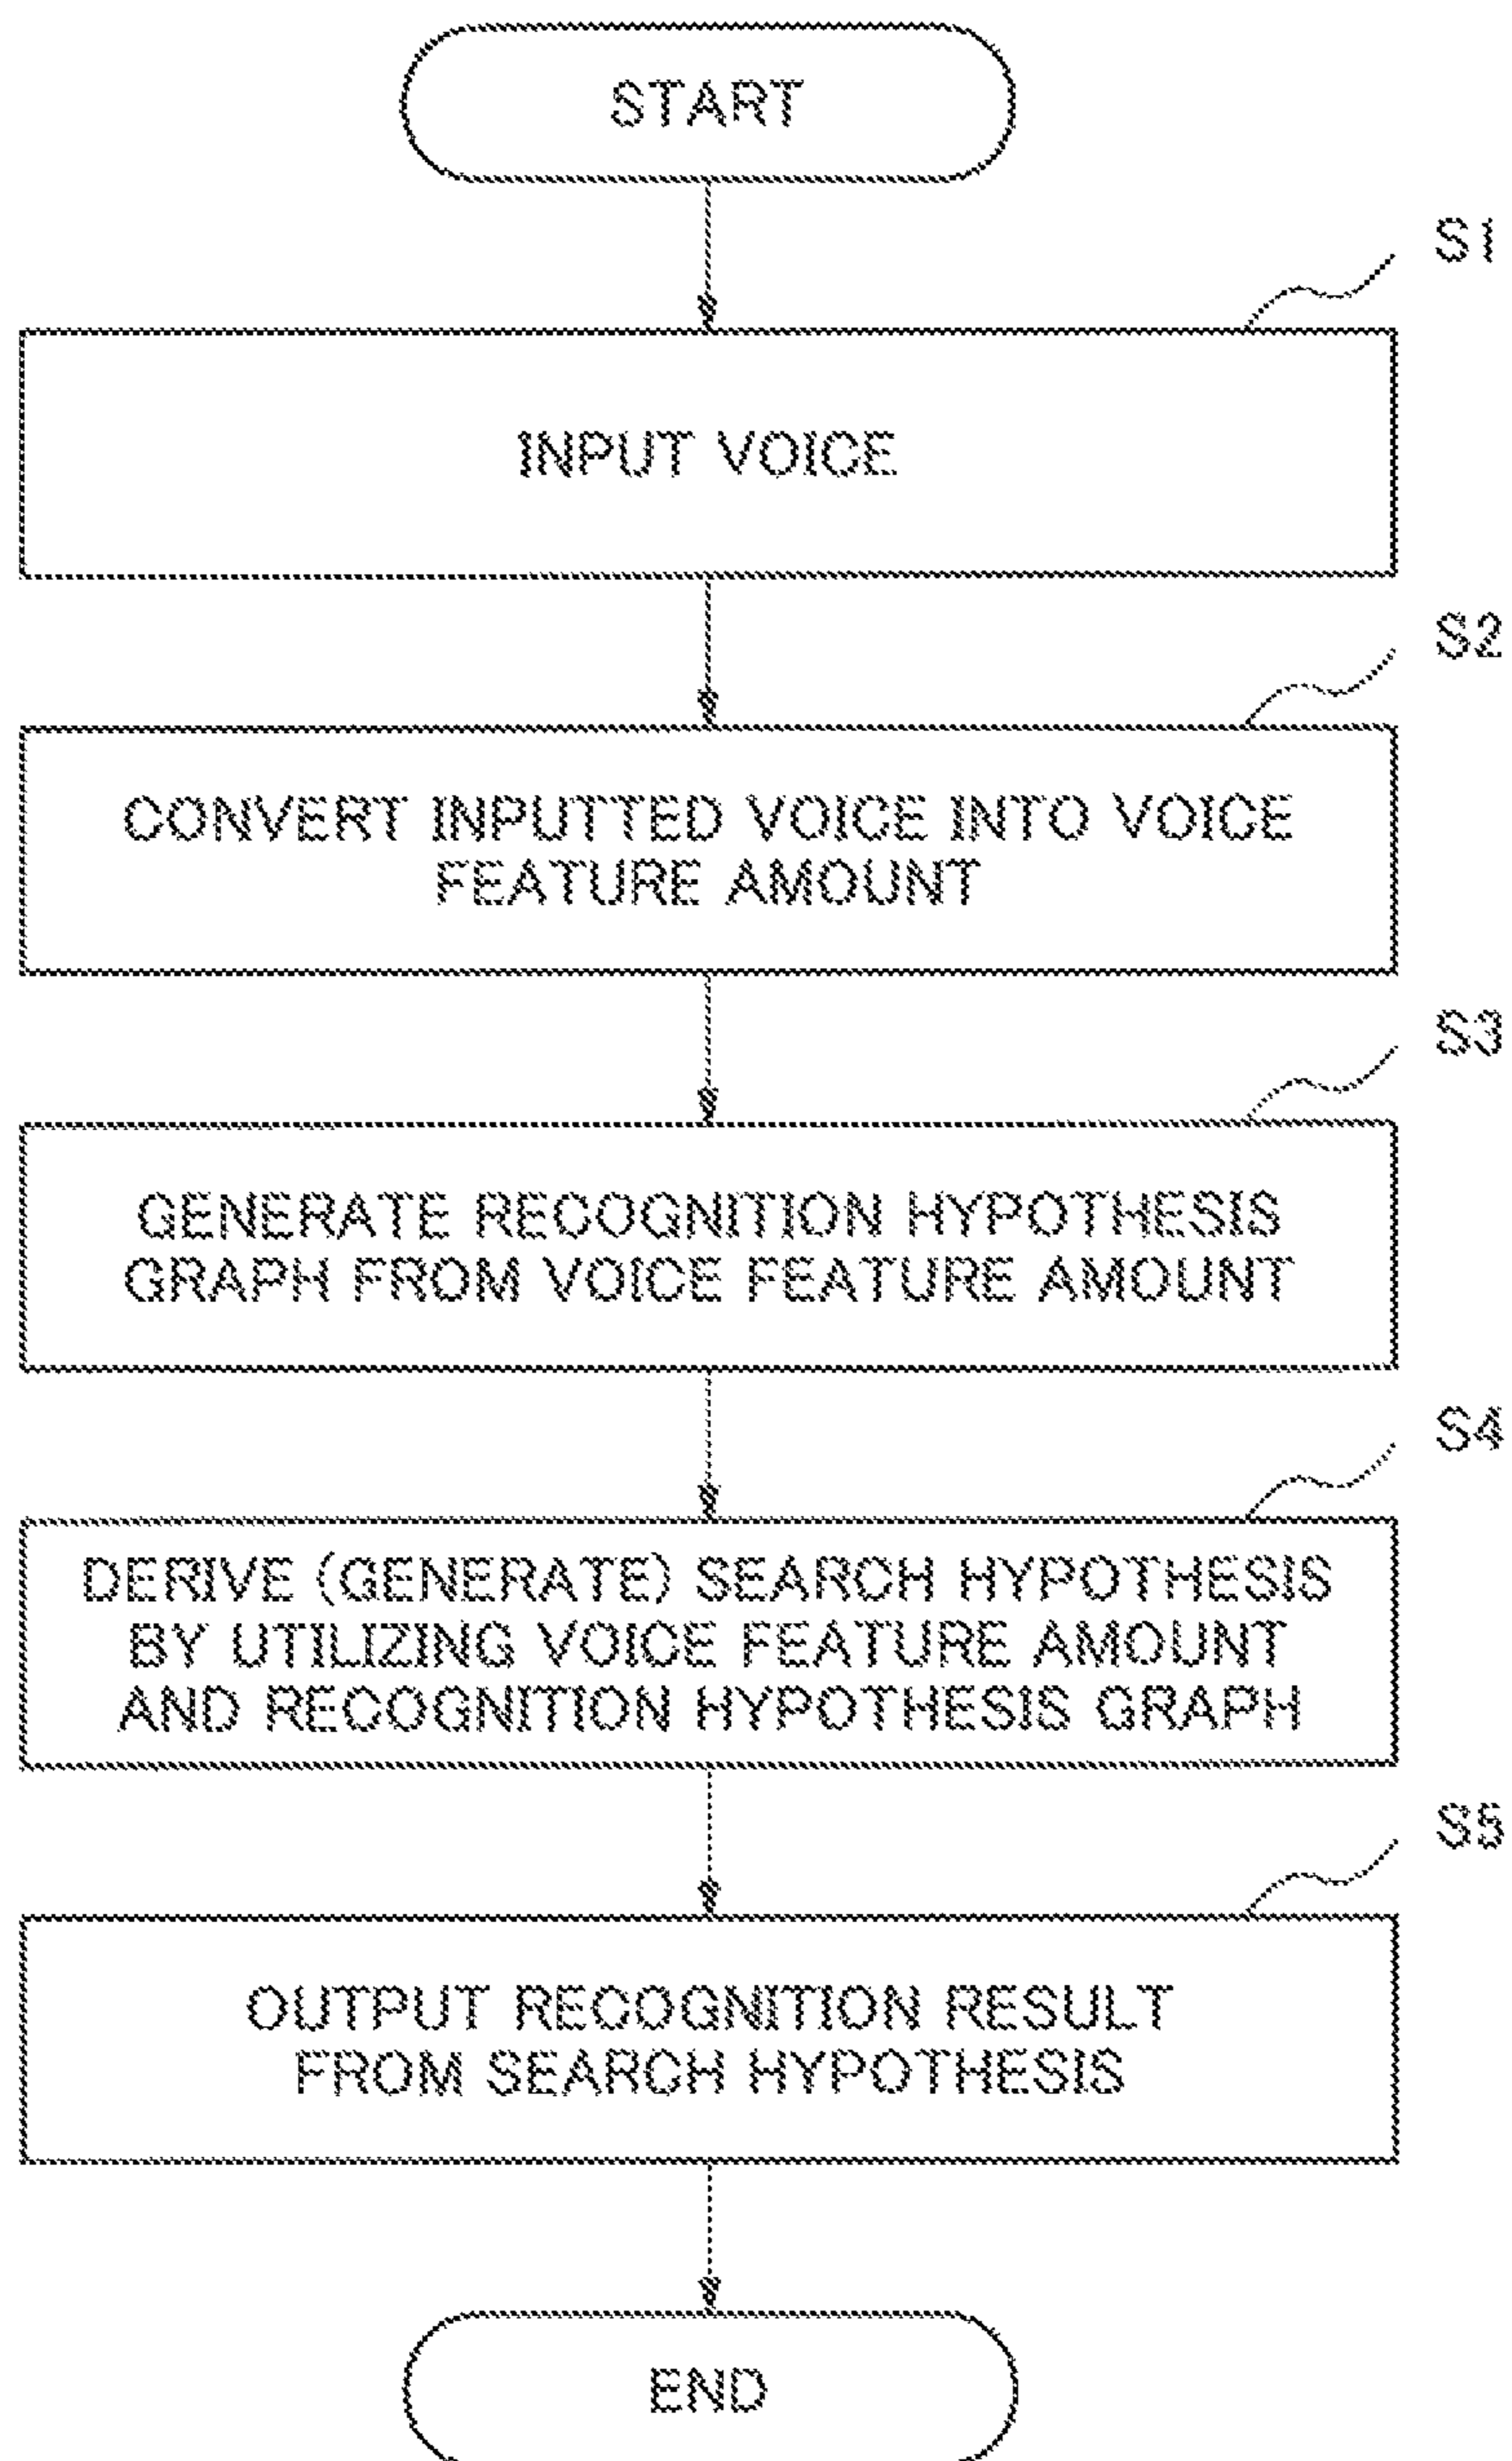 START
S1
INPUT VOICE
S2
CONVERT INPUTTED VOICE INTO VOICE
FEATURE AMOUNT
S3
GENERATE RECOGNITION HYPOTHESIS
GRAPH FROM VOICE FEATURE AMOUNT
S4
DERIVE (GENERATE) SEARCH HYPOTHESIS
BY UTILIZING VOICE FEATURE AMOUNT
AND RECOGNITION HYPOTHESIS GRAPH
S5
OUTPUT RECOGNITION RESULT
FROM SEARCH HYPOTHESIS
END